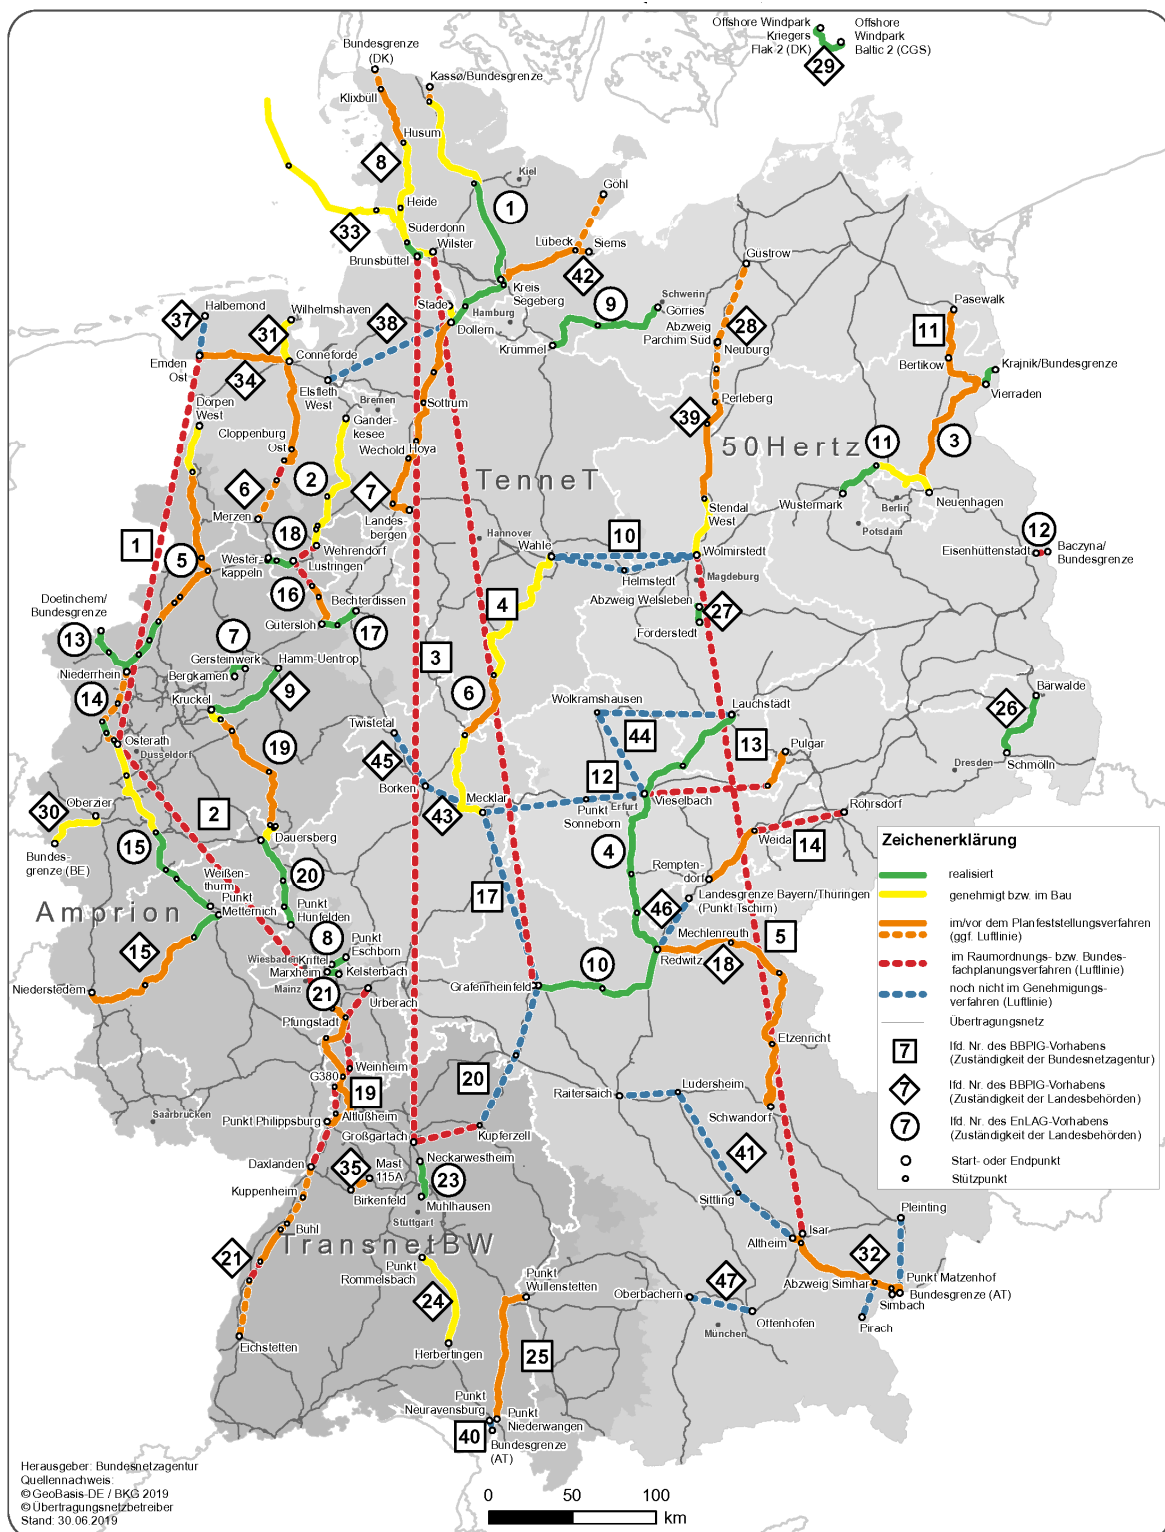 Offshore Windpark
Kriegers
Flak 2 (DK)
Offshore
Windpark
Baltic 2 (CGS)
29
Bundesgrenze
(DK)
Kassø/Bundesgrenze
Klixbüll
Husum
8
Kiel
Göhl
1
Heide
33
Süderdonn
Wilster
Brunsbüttel
Lübeck
Siems
42
Güstrow
Kreis
Segeberg
Schwerin
Görries
9
Halbemond
37
Wilhelmshaven
31
38
Stade
Hamburg
Dollern
Krümmel
Abzweig
Parchim Süd
28
Neuburg
Pasewalk
11
Bertikow
Krajnik/Bundesgrenze
Vierraden
Emden
Ost
34
Conneforde
Elsfleth
West
Bremen
Sottrum
Perleberg
39
3
Dörpen
West
Cloppenburg
Ost
Gander-
kesee
Wechold
Hoya
TenneT
50Hertz
11
6
2
7
Merzen
Landes-
bergen
Stendal
West
Wustermark
Berlin
Neuenhagen
Potsdam
1
18
Wehrendorf
Hannover
Wahle
10
Wolmirstedt
12
Eisenhüttenstadt
Baczyna/
Bundesgrenze
5
Wester-
kappeln
Lüstringen
Helmstedt
Magdeburg
16
Bechterdissen
4
Abzweig Welsleben
27
Förderstedt
Doetinchem/
Bundesgrenze
13
7
Gütersloh
17
Gersteinwerk
Hamm-Uentrop
3
Niederrhein
Bergkamen
9
6
14
Kruckel
Wolkramshausen
Lauchstädt
26
Bärwalde
Osterath
Düsseldorf
19
Twistetal
44
13
Pulgar
Dresden
Schmölln
45
12
Borken
Mecklar
43
Punkt
Sonneborn
Erfurt
Vieselbach
Röhrsdorf
30
Oberzier
2
Weida
14
Bundes-
grenze (BE)
15
Dauersberg
4
Rempten-
dorf
Weißen-
thurm
20
17
Landesgrenze Bayern/Thüringen
(Punkt Tschirn)
46
Amprion
Punkt
Metternich
Punkt
Hünfelden
Mechlenreuth
5
15
8
Punkt
Eschborn
Redwitz
18
Wiesbaden
Kriftel
Marxheim
Kelsterbach
10
Niederstedem
Mainz
21
Urberach
Grafenrheinfeld
Pfungstadt
Etzenricht
Weinheim
G380
19
20
Raitersaich
Ludersheim
Schwandorf
Saarbrücken
Punkt Philippsburg
Altlußheim
Großgartach
Kupferzell
Daxlanden
35
Mast
115A
Neckarwestheim
23
41
Kuppenheim
Birkenfeld
Mühlhausen
Sittling
Stuttgart
Bühl
TransnetBW
Isar
Pleinting
21
Altheim
32
Punkt
Rommelsbach
Punkt
Wullenstetten
47
Oberbachern
Abzweig Simhar
Punkt Matzenhof
Bundesgrenze (AT)
Simbach
24
Ottenhofen
Pirach
München
Eichstetten
Herbertingen
25
Punkt
Neuravensburg
Punkt
Niederwangen
40
Bundesgrenze
(AT)
Zeichenerklärung
realisiert
genehmigt bzw. im Bau
im/vor dem Planfeststellungsverfahren
(ggf. Luftlinie)
im Raumordnungs- bzw. Bundes-
fachplanungsverfahren (Luftlinie)
noch nicht im Genehmigungs-
verfahren (Luftlinie)
Übertragungsnetz
7
lfd. Nr. des BBPlG-Vorhabens
(Zuständigkeit der Bundesnetzagentur)
7
lfd. Nr. des BBPlG-Vorhabens
(Zuständigkeit der Landesbehörden)
7
lfd. Nr. des EnLAG-Vorhabens
(Zuständigkeit der Landesbehörden)
Start- oder Endpunkt
Stützpunkt
Herausgeber: Bundesnetzagentur
Quellennachweis:
© GeoBasis-DE / BKG 2019
© Übertragungsnetzbetreiber
Stand: 30.06.2019
0 50 100
km